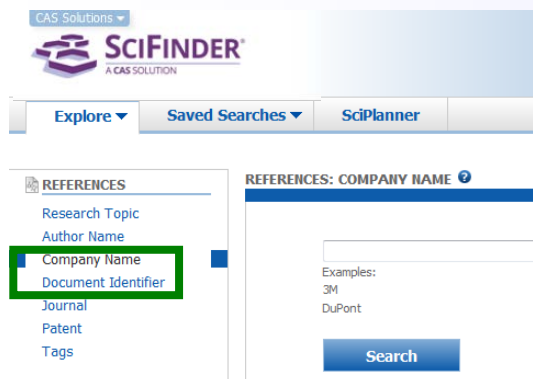 CAS Solutions
SCIFINDER®
A CAS SOLUTION
Explore Saved Searches SciPlanner
REFERENCES
Research Topic
Author Name
Company Name
Document Identifier
Journal
Patent
Tags
REFERENCES: COMPANY NAME ?
Examples:
3M
DuPont
Search